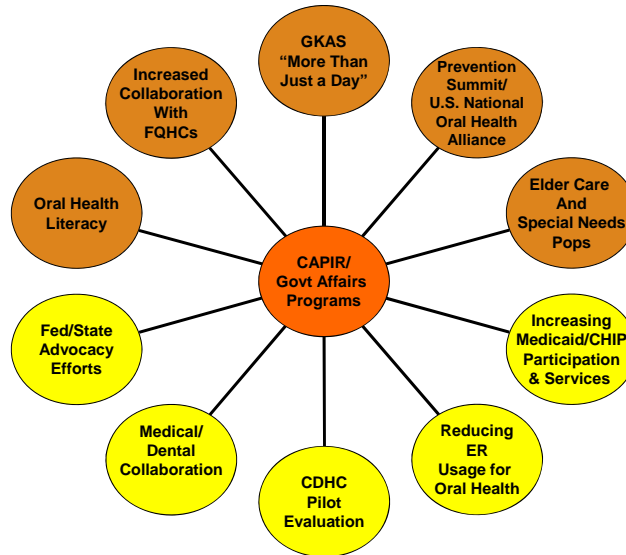 GKAS
“More Than
Just a Day”
Increased
Collaboration
With
FQHCs
Prevention
Summit/
U.S. National
Oral Health
Alliance
Oral Health
Literacy
Elder Care
And
Special Needs
Pops
CAPIR/
Govt Affairs
Programs
Fed/State
Advocacy
Efforts
Increasing
Medicaid/CHIP
Participation
& Services
Medical/
Dental
Collaboration
Reducing
ER
Usage for
Oral Health
CDHC
Pilot
Evaluation